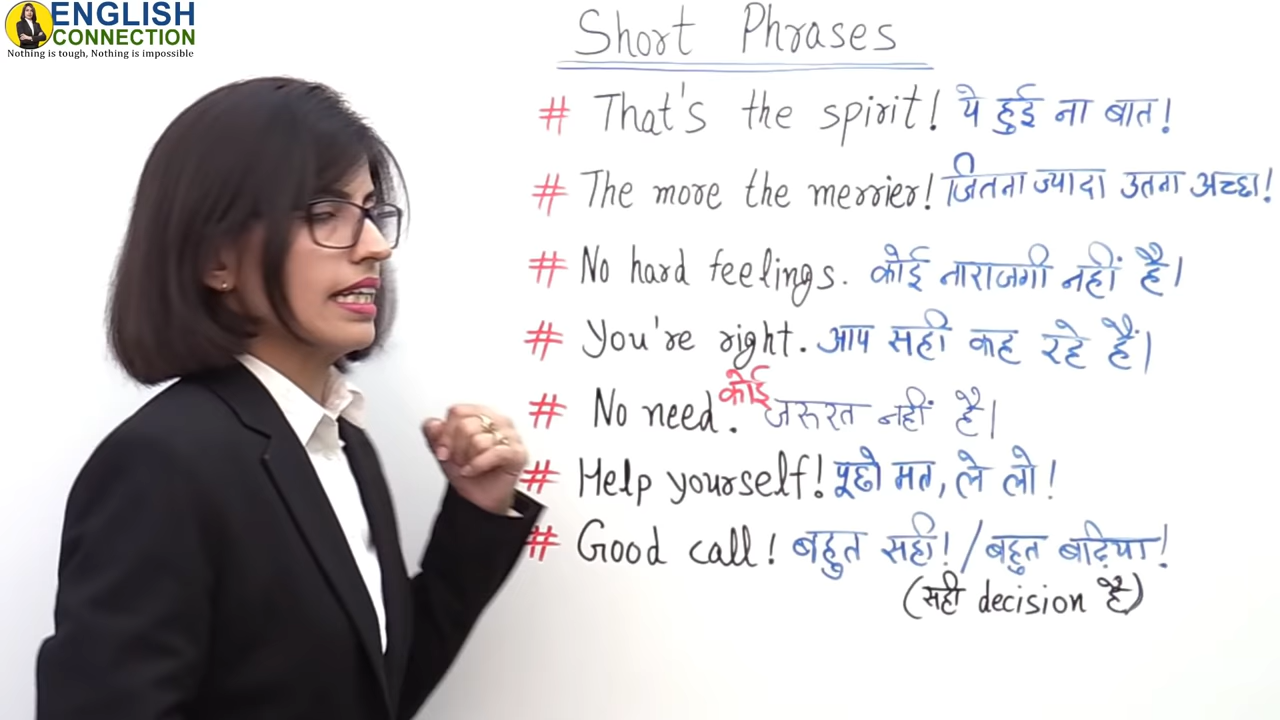 ENGLISH
CONNECTION
Nothing is tough, Nothing is impossible
Short Phrases
# That's the spirit! ये हुई ना बात!
# The more the merrier! जितना ज्यादा उतना अच्छा!
# No hard feelings. कोई नाराजगी नहीं है।
# You're right. आप सही कह रहे हैं।
# No need. कोई जरूरत नहीं है।
# Help yourself! पूछो मत, ले लो!
# Good call! बहुत सही! / बहुत बढ़िया!
(सही decision है)